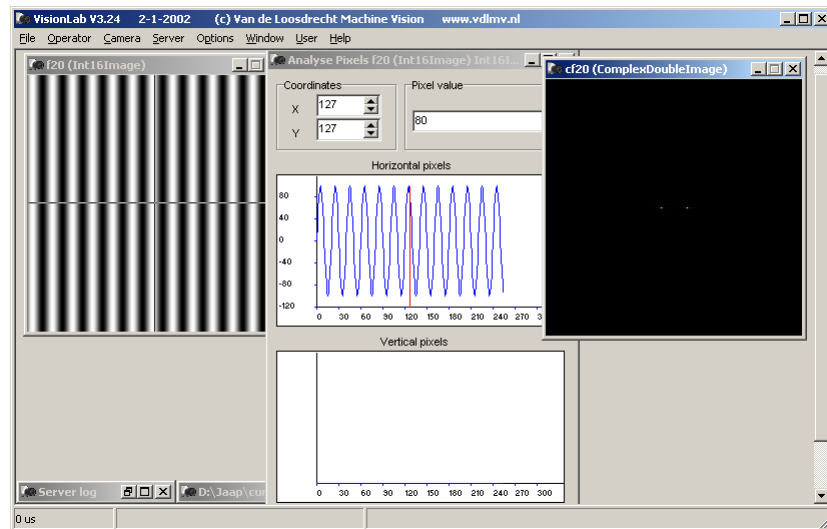 VisionLab V3.24 2-1-2002 (c) Van de Loosdrecht Machine Vision www.vdlmv.nl
File Operator Camera Server Options Window User Help
f20 (Int16Image)
Analyse Pixels f20 (Int16Image) Int16I...
cf20 (ComplexDoubleImage)
Coordinates
X 127
Y 127
Pixel value
80
Horizontal pixels
80
40
0
-40
-80
-120
0 30 60 90 120 150 180 210 240 270 3
Vertical pixels
0 30 60 90 120 150 180 210 240 270 300
Server log
D:\Jaap\cur
0 us